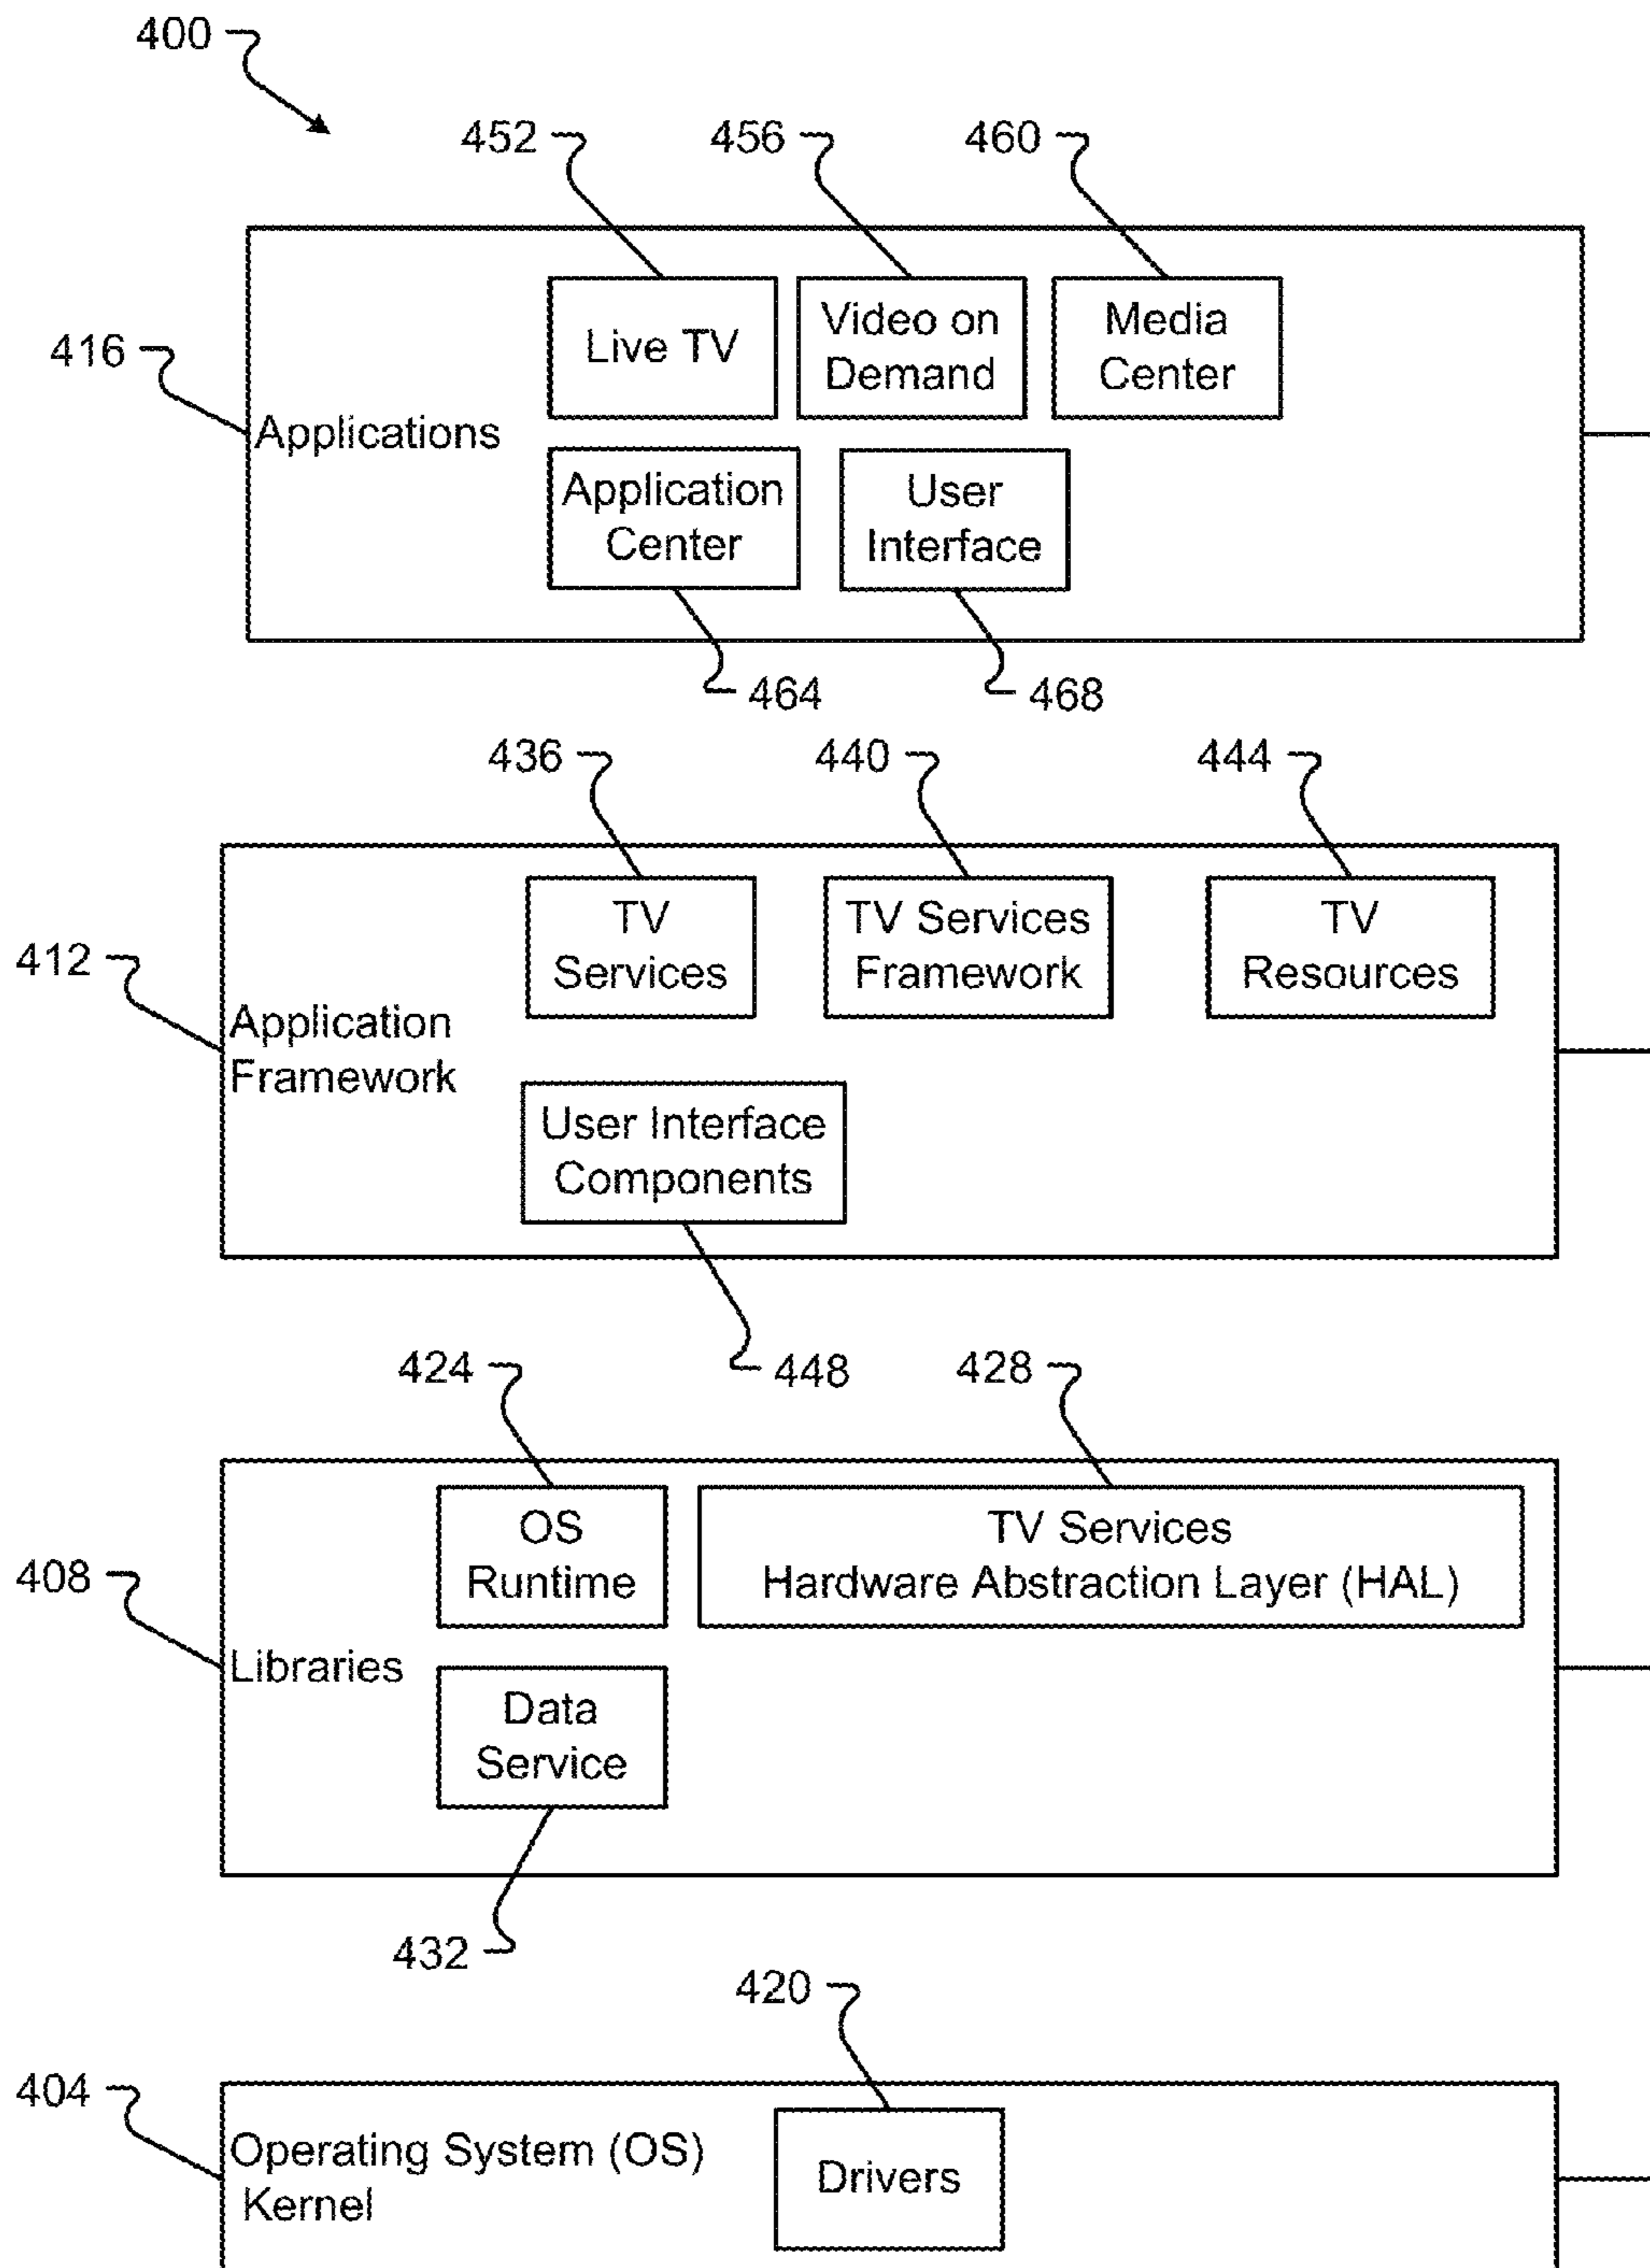 400
452
456
460
416
Live TV
Video on
Demand
Media
Center
Applications
Application
Center
User
Interface
464
468
436
440
444
412
TV
Services
TV Services
Framework
TV
Resources
Application
Framework
User Interface
Components
448
424
428
408
OS
Runtime
TV Services
Hardware Abstraction Layer (HAL)
Libraries
Data
Service
432
420
404
Operating System (OS)
Kernel
Drivers